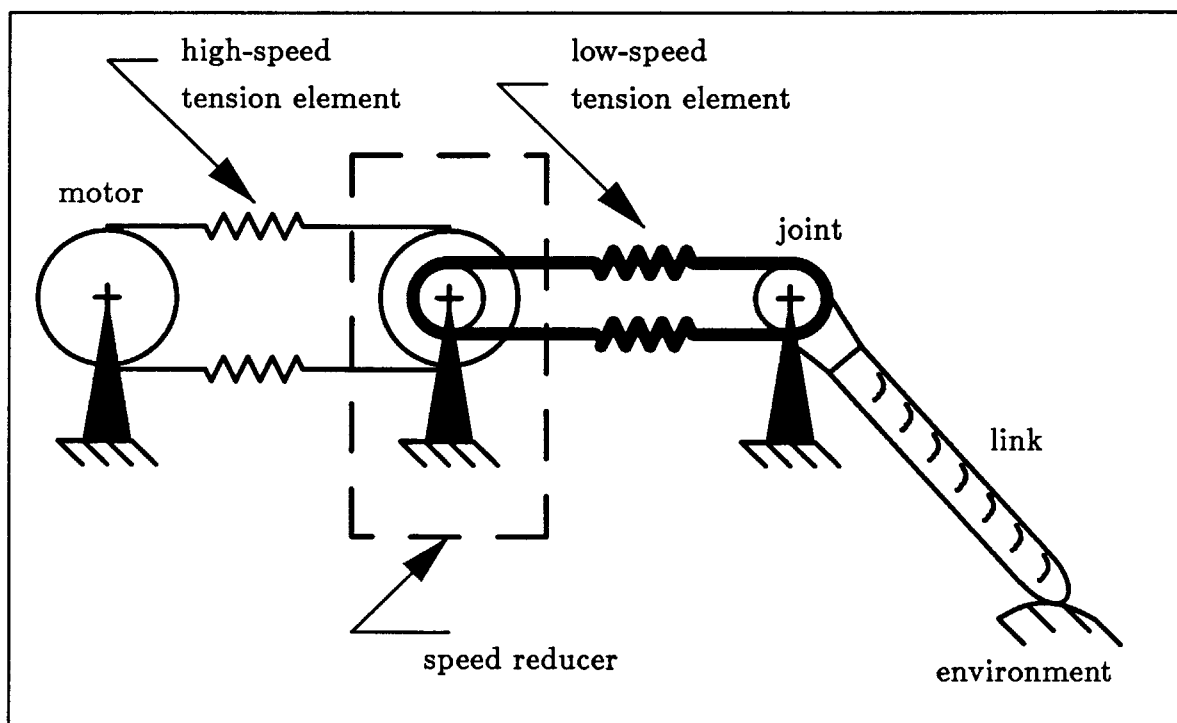 high-speed
tension element
low-speed
tension element
motor
joint
link
speed reducer
environment